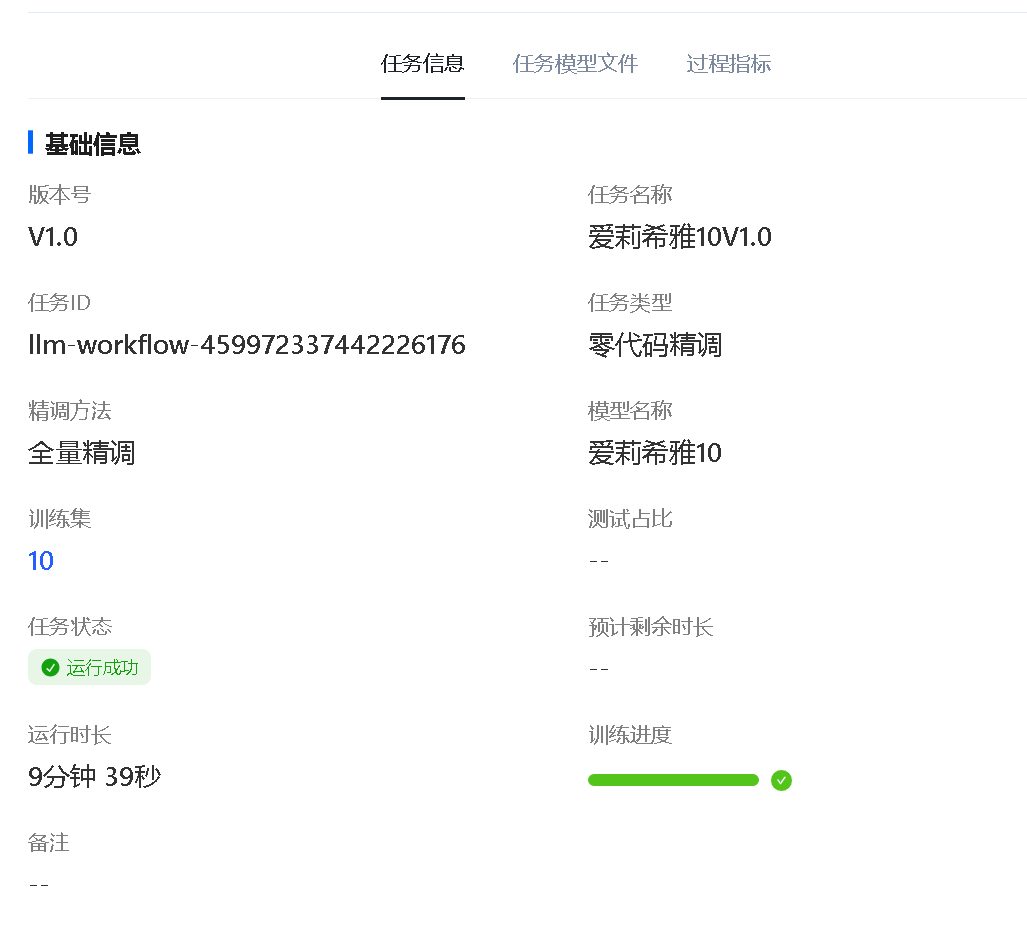 任务信息 任务模型文件 过程指标
基础信息
版本号 任务名称
V1.0 爱莉希雅10V1.0
任务ID 任务类型
llm-workflow-459972337442226176 零代码精调
精调方法 模型名称
全量精调 爱莉希雅10
训练集 测试占比
10 --
任务状态 预计剩余时长
运行成功 --
运行时长 训练进度
9分钟 39秒
备注
--